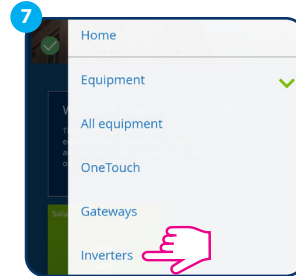 7
Home
Equipment
All equipment
OneTouch
Gateways
Inverters